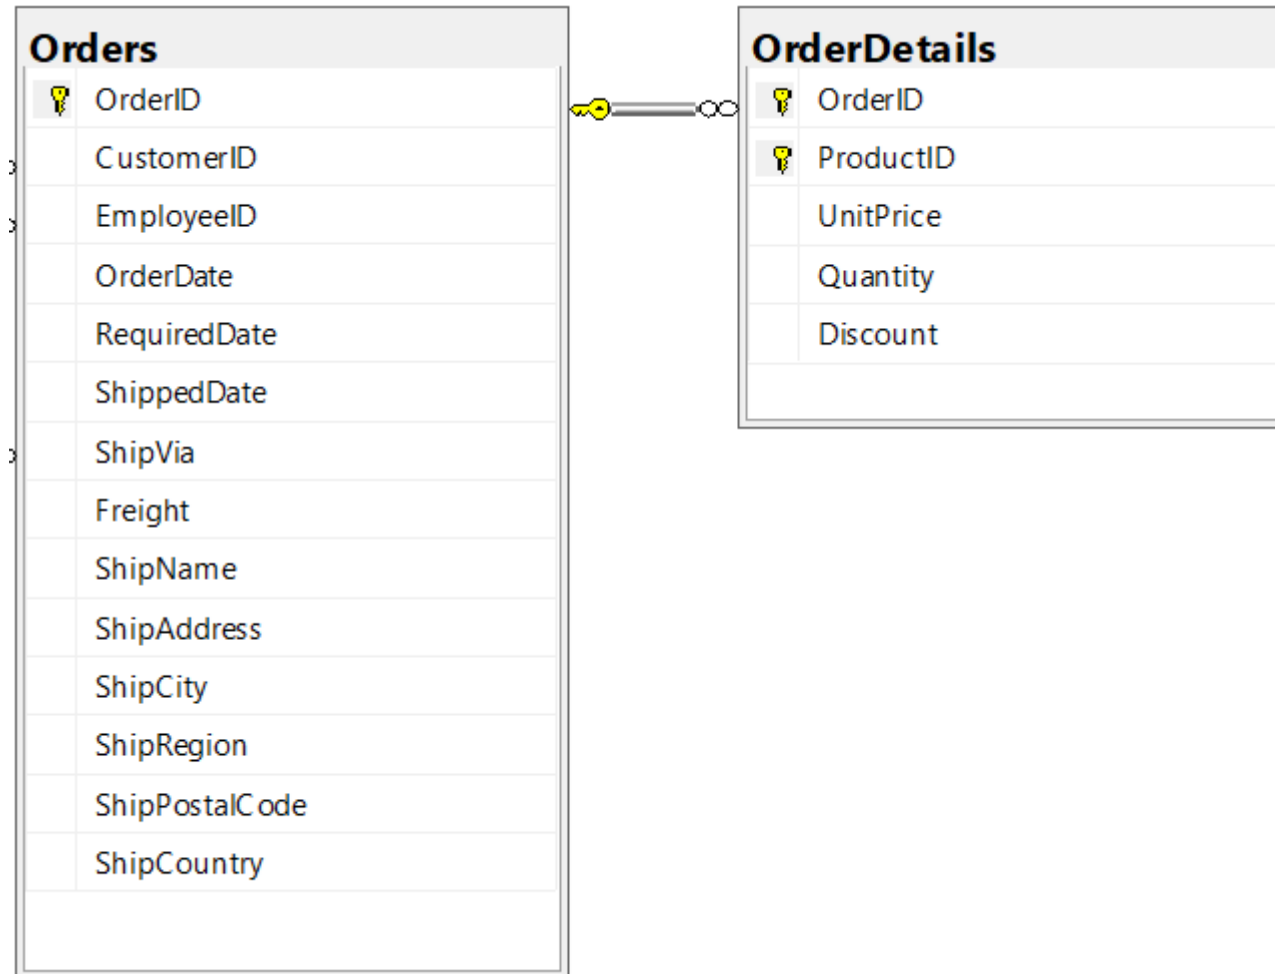 Orders
OrderID
CustomerID
EmployeeID
OrderDate
RequiredDate
ShippedDate
ShipVia
Freight
ShipName
ShipAddress
ShipCity
ShipRegion
ShipPostalCode
ShipCountry
OrderDetails
OrderID
ProductID
UnitPrice
Quantity
Discount